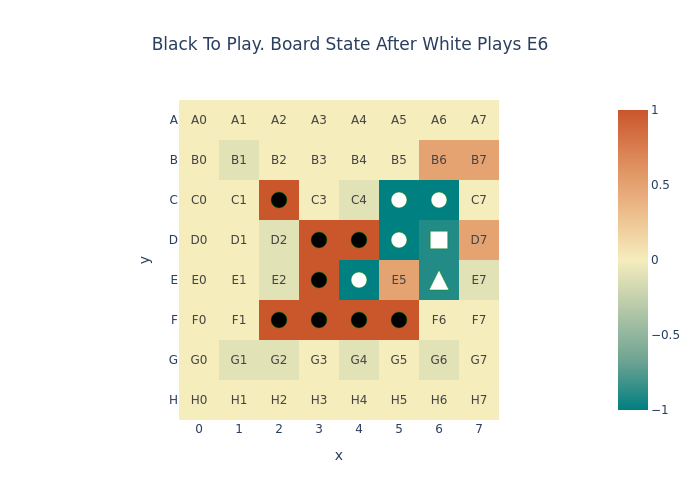 Black To Play. Board State After White Plays E6
A A0 A1 A2 A3 A4 A5 A6 A7
B B0 B1 B2 B3 B4 B5 B6 B7
C C0 C1 C3 C4 C7
D D0 D1 D2 D7
E E0 E1 E2 E5 E7
F F0 F1 F6 F7
G G0 G1 G2 G3 G4 G5 G6 G7
H H0 H1 H2 H3 H4 H5 H6 H7
0 1 2 3 4 5 6 7
x
y
1
0.5
0
−0.5
−1